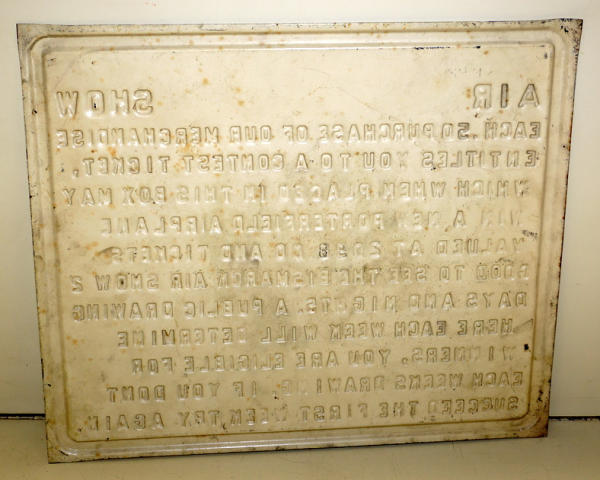 AIR SHOW
EACH .50 PURCHASE OF OUR MERCHANDISE
ENTITLES YOU TO A CONTEST TICKET,
WHICH WHEN PLACED IN THIS BOX MAY
WIN A NEW PORTERFIELD AIRPLANE
VALUED AT 2098.00 AND TICKETS
GOOD TO SEE THE BISMARCK AIR SHOW 2
DAYS AND NIGHTS. A PUBLIC DRAWING
HERE EACH WEEK WILL DETERMINE
WINNERS. YOU ARE ELIGIBLE FOR
EACH WEEKS DRAWING. IF YOU DONT
SUCCEED THE FIRST WEEK TRY AGAIN